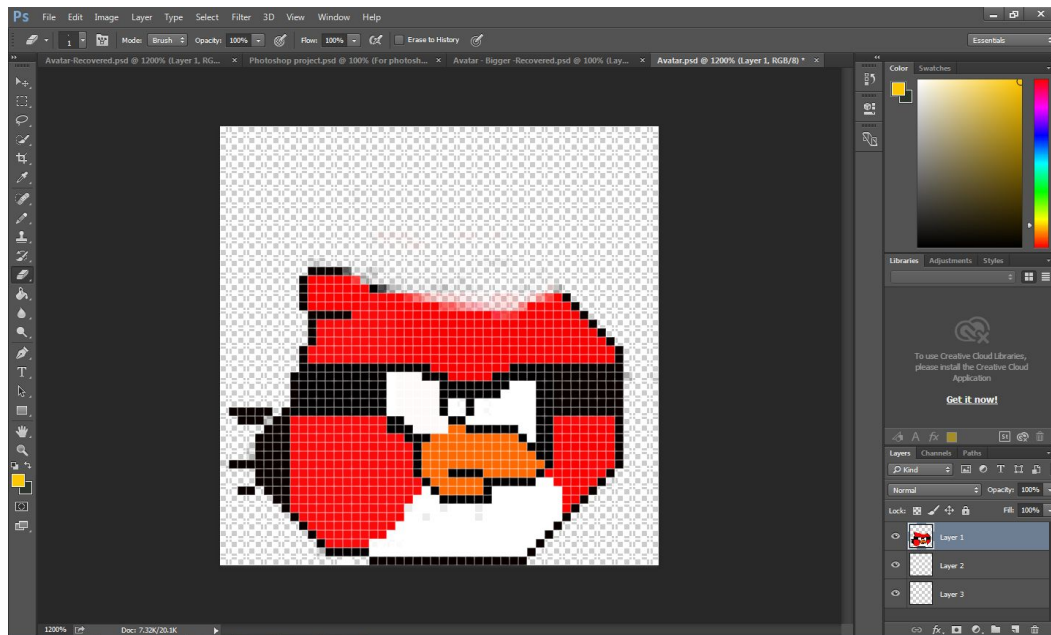 Ps File Edit Image Layer Type Select Filter 3D View Window Help
1 Mode: Brush Opacity: 100% Flow: 100% Erase to History Essentials
Avatar-Recovered.psd @ 1200% (Layer 1, RG... × Photoshop project.psd @ 100% (For photosh... × Avatar - Bigger -Recovered.psd @ 100% (Lay... × Avatar.psd @ 1200% (Layer 1, RGB/8) * ×
Color Swatches
Libraries Adjustments Styles
To use Creative Cloud Libraries,
please install the Creative Cloud
Application
Get it now!
St
Layers Channels Paths
Kind
Normal Opacity: 100%
Lock: Fill: 100%
Layer 1
Layer 2
Layer 3
1200% Doc: 7.32K/20.1K